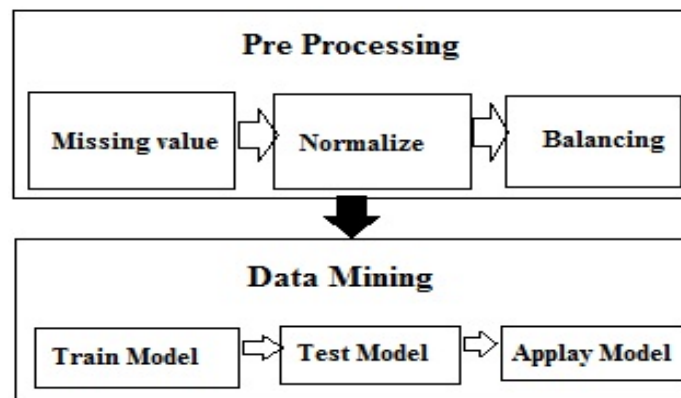 Pre Processing
Missing value
Normalize
Balancing
Data Mining
Train Model
Test Model
Applay Model